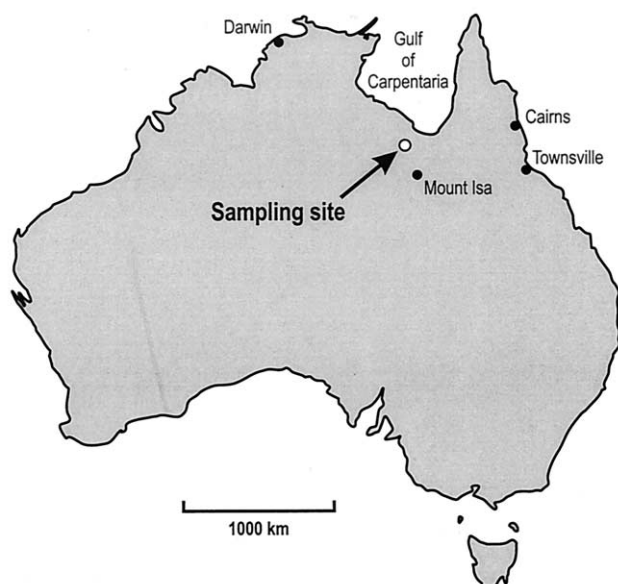 Darwin
Gulf
of
Carpentaria
Cairns
Townsville
Mount Isa
Sampling site
1000 km